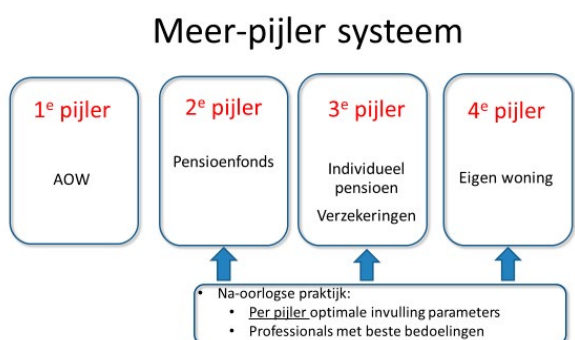 Meer-pijler systeem
1e pijler
AOW
2e pijler
Pensioenfonds
3e pijler
Individueel
pensioen
Verzekeringen
4e pijler
Eigen woning
• Na-oorlogse praktijk:
• Per pijler optimale invulling parameters
• Professionals met beste bedoelingen